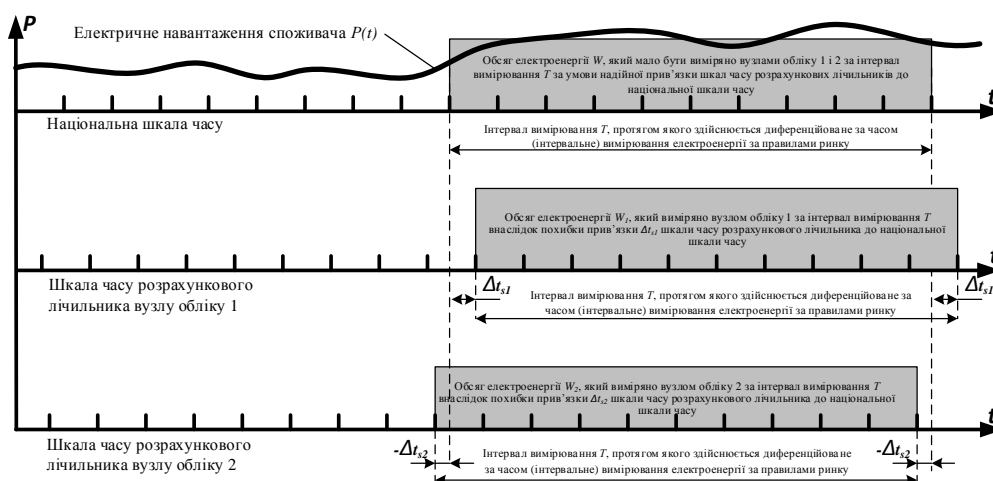 P
Електричне навантаження споживача P(t)
Обсяг електроенергії W, який мало бути виміряно вузлами обліку 1 і 2 за інтервал
вимірювання T за умови надійної прив’язки шкал часу розрахункових лічильників до
національної шкали часу
t
Національна шкала часу
Інтервал вимірювання T, протягом якого здійснюється диференційоване за часом
(інтервальне) вимірювання електроенергії за правилами ринку
Обсяг електроенергії W1, який виміряно вузлом обліку 1 за інтервал вимірювання T
внаслідок похибки прив’язки Δts1 шкали часу розрахункового лічильника до національної
шкали часу
t
Шкала часу розрахункового
лічильника вузлу обліку 1
Δts1
Інтервал вимірювання T, протягом якого здійснюється диференційоване за
часом (інтервальне) вимірювання електроенергії за правилами ринку
Δts1
Обсяг електроенергії W2, який виміряно вузлом обліку 2 за інтервал вимірювання T
внаслідок похибки прив’язки Δts2 шкали часу розрахункового лічильника до національної
шкали часу
t
Шкала часу розрахункового
лічильника вузлу обліку 2
-Δts2
Інтервал вимірювання T, протягом якого здійснюється диференційоване
за часом (інтервальне) вимірювання електроенергії за правилами ринку
-Δts2